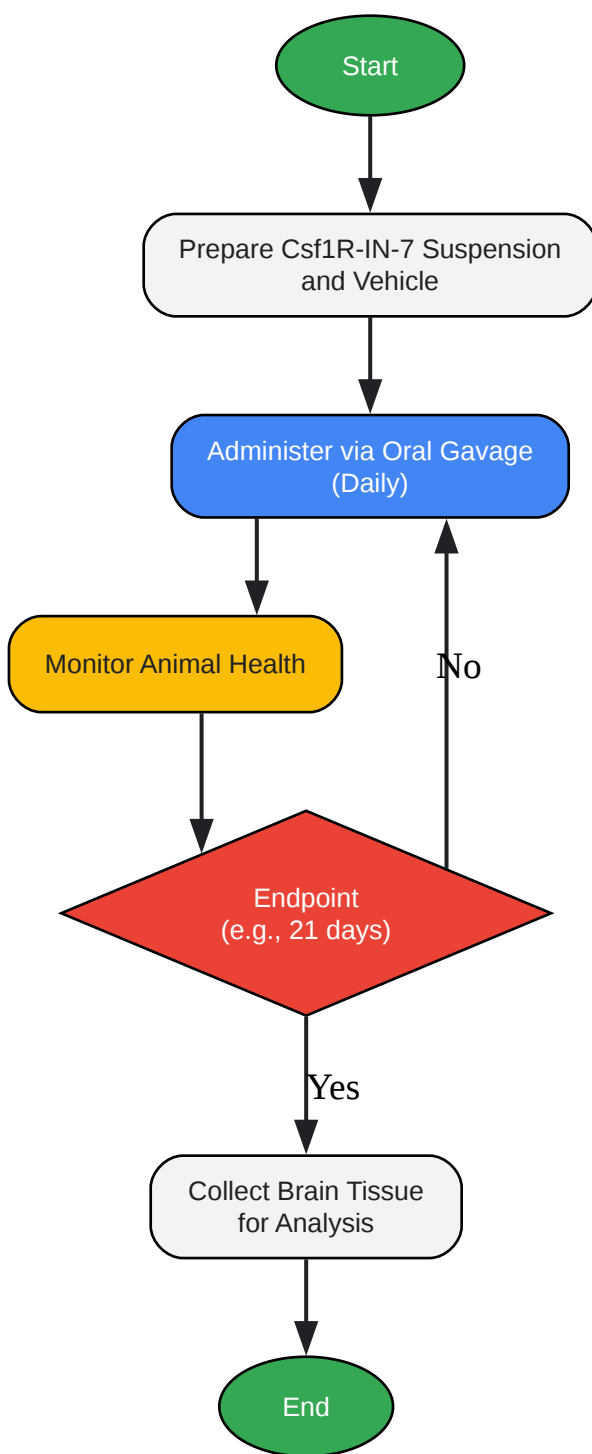 Start
Prepare Csf1R-IN-7 Suspension
and Vehicle
Administer via Oral Gavage
(Daily)
Monitor Animal Health
No
Endpoint
(e.g., 21 days)
Yes
Collect Brain Tissue
for Analysis
End